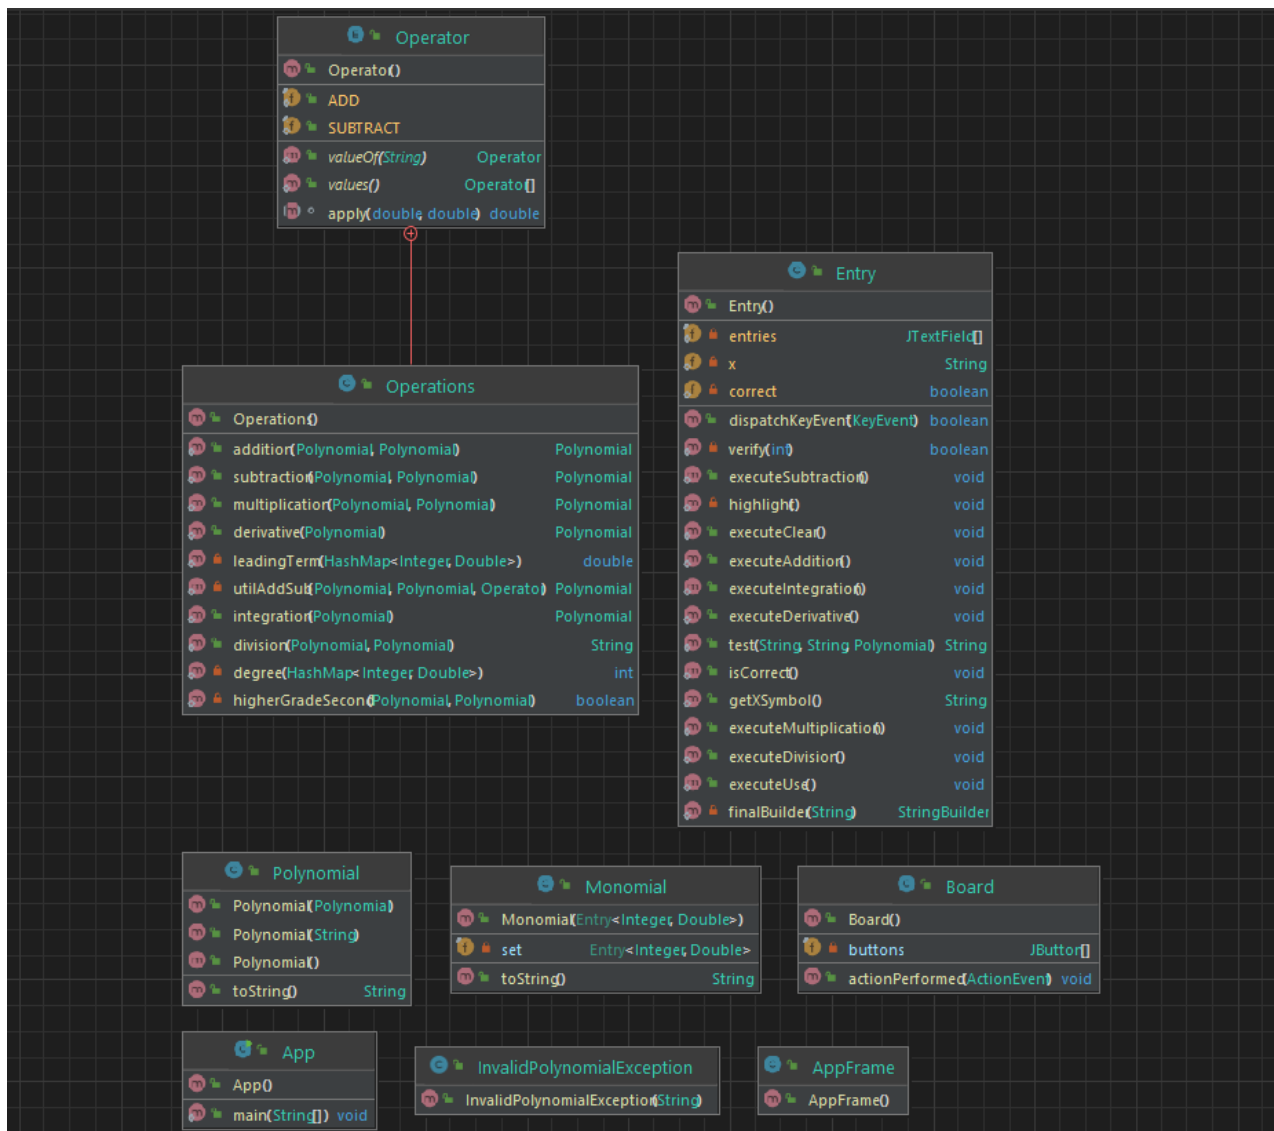 Operator
Operator()
ADD
SUBTRACT
valueOf(String) Operator
values() Operator[]
apply(double, double) double
Entry
Entry()
entries JTextField[]
x String
correct boolean
dispatchKeyEvent(KeyEvent) boolean
verify(int) boolean
executeSubtraction() void
highlight() void
executeClear() void
executeAddition() void
executeIntegration() void
executeDerivative() void
test(String, String, Polynomial) String
isCorrect() void
getXSymbol() String
executeMultiplication() void
executeDivision() void
executeUse() void
finalBuilder(String) StringBuilder
Operations
Operations()
addition(Polynomial, Polynomial) Polynomial
subtraction(Polynomial, Polynomial) Polynomial
multiplication(Polynomial, Polynomial) Polynomial
derivative(Polynomial) Polynomial
leadingTerm(HashMap<Integer, Double>) double
utilAddSub(Polynomial, Polynomial, Operator) Polynomial
integration(Polynomial) Polynomial
division(Polynomial, Polynomial) String
degree(HashMap<Integer, Double>) int
higherGradeSecond(Polynomial, Polynomial) boolean
Polynomial
Polynomial(Polynomial)
Polynomial(String)
Polynomial()
toString() String
Monomial
Monomial(Entry<Integer, Double>)
set Entry<Integer, Double>
toString() String
Board
Board()
buttons JButton[]
actionPerformed(ActionEvent) void
App
App()
main(String[]) void
InvalidPolynomialException
InvalidPolynomialException(String)
AppFrame
AppFrame()